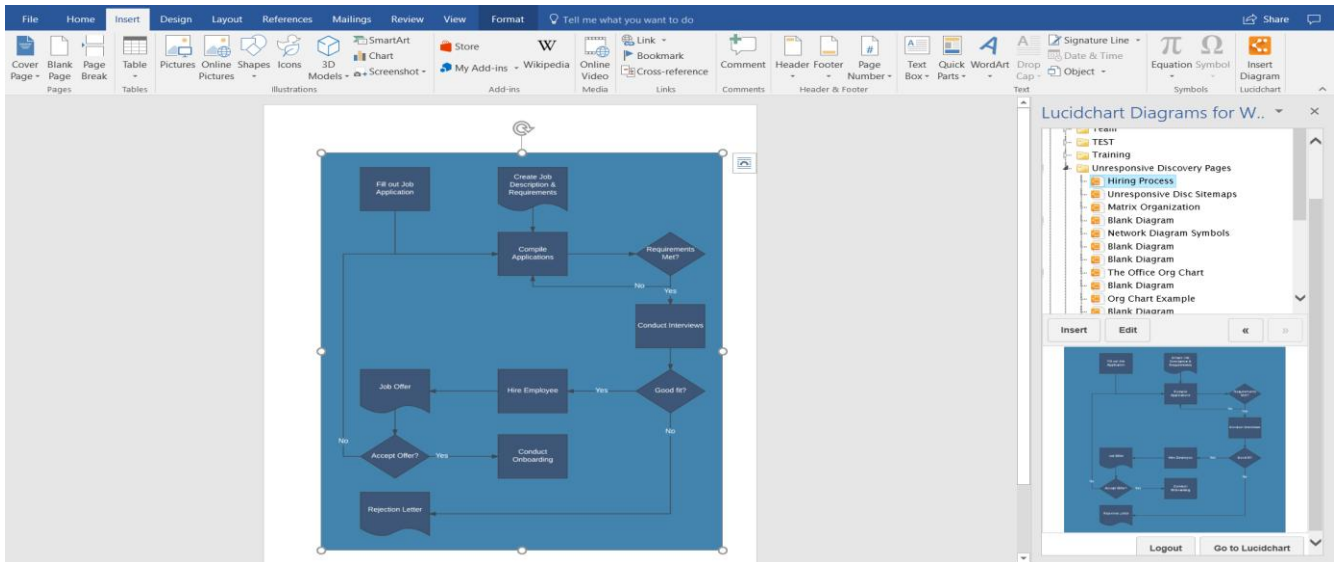 File Home Insert Design Layout References Mailings Review View Format Tell me what you want to do Share
Cover Page Blank Page Page Break
Pages
Table
Tables
Pictures Online Pictures Shapes Icons 3D Models SmartArt Chart Screenshot
Illustrations
Store My Add-ins Wikipedia
Add-ins
Online Video
Media
Link Bookmark Cross-reference
Links
Comment
Comments
Header Footer Page Number
Header & Footer
Text Box Quick Parts WordArt Drop Cap Signature Line Date & Time Object
Text
Equation Symbol
Symbols
Insert Diagram
Lucidchart
Fill out Job
Application
Create Job
Description &
Requirements
Compile
Applications
Requirements
Met?
No
Yes
Conduct Interviews
Good fit?
Yes
Hire Employee
Job Offer
No
Accept Offer?
Yes
Conduct
Onboarding
No
Rejection Letter
Lucidchart Diagrams for W..
Team
TEST
Training
Unresponsive Discovery Pages
Hiring Process
Unresponsive Disc Sitemaps
Matrix Organization
Blank Diagram
Network Diagram Symbols
Blank Diagram
Blank Diagram
The Office Org Chart
Blank Diagram
Org Chart Example
Blank Diagram
Insert Edit « »
Logout Go to Lucidchart